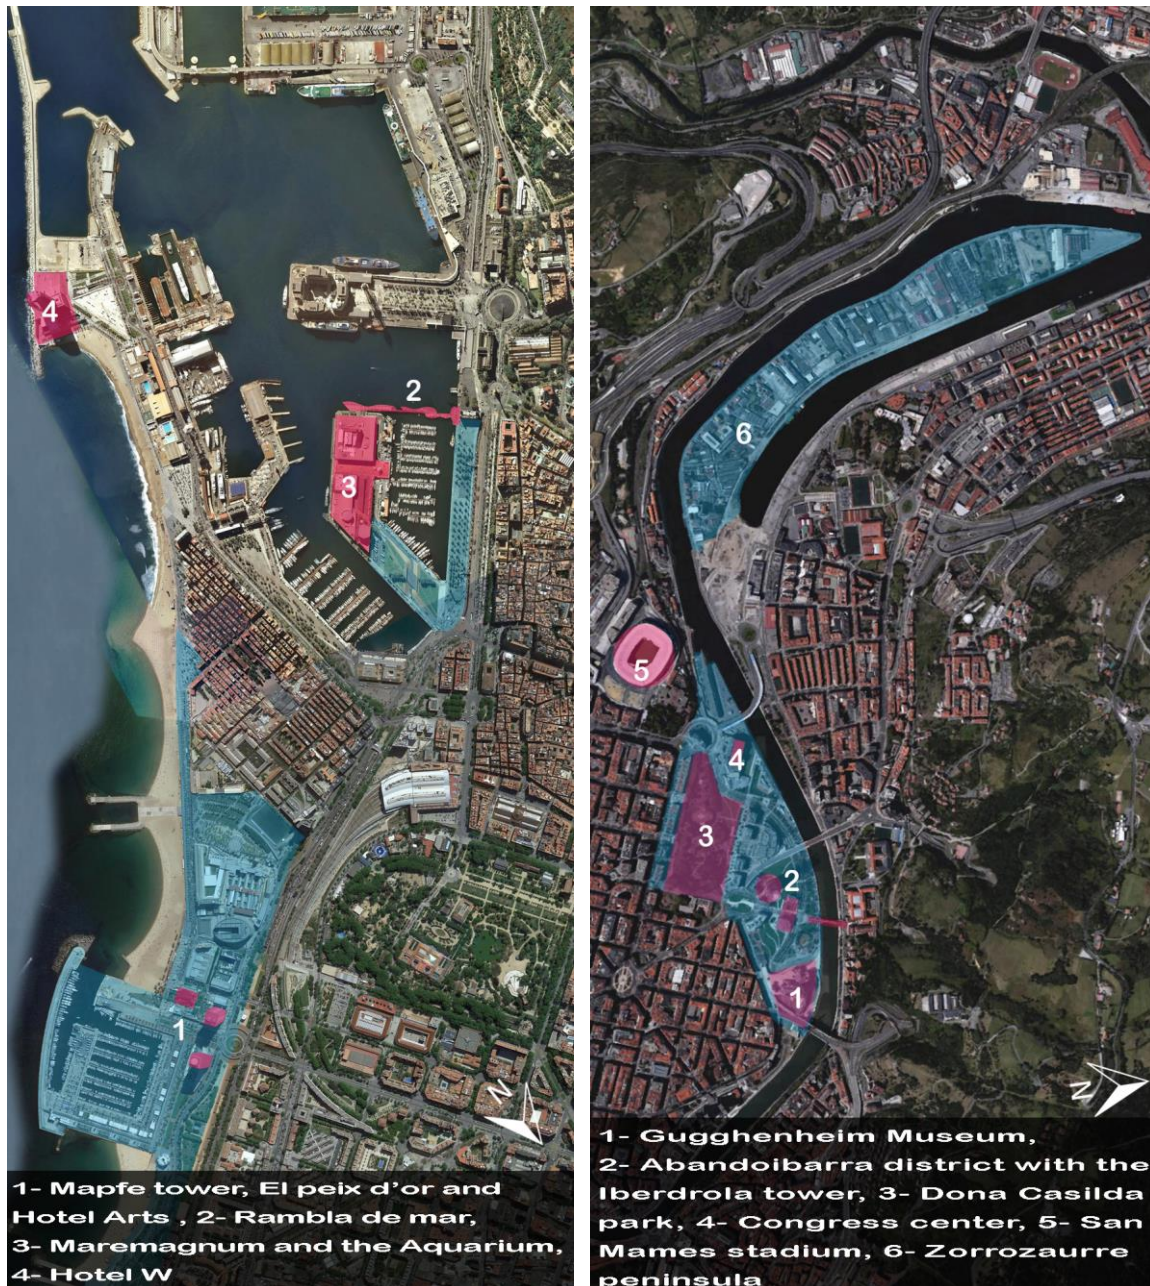 4
2
3
1
N
1- Mapfe tower, El peix d'or and
Hotel Arts , 2- Rambla de mar,
3- Maremagnum and the Aquarium,
4- Hotel W
6
5
4
3
2
1
N
1- Gugghenheim Museum,
2- Abandoibarra district with the
Iberdrola tower, 3- Dona Casilda
park, 4- Congress center, 5- San
Mames stadium, 6- Zorrozaurre
peninsula